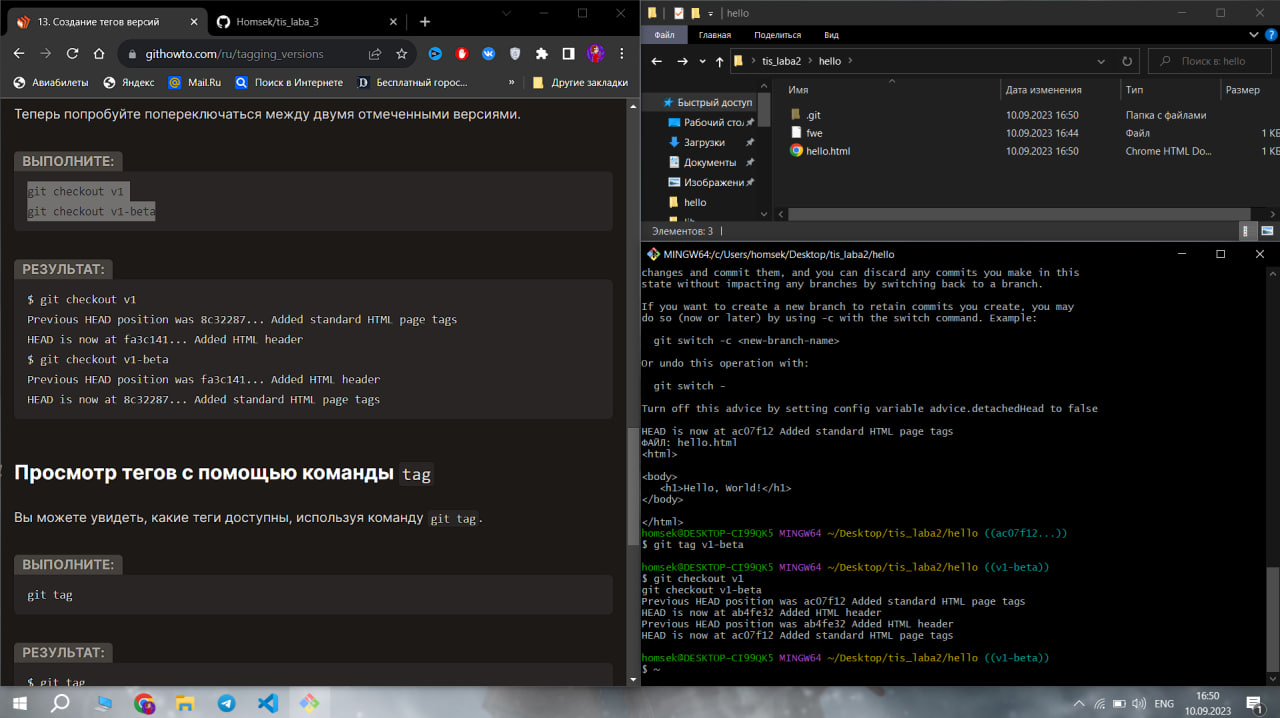 13. Создание тегов версий
Homsek/tis_laba_3
githowto.com/ru/tagging_versions
Авиабилеты
Яндекс
Mail.Ru
Поиск в Интернете
Бесплатный горос...
»
Другие закладки
Теперь попробуйте попереключаться между двумя отмеченными версиями.
ВЫПОЛНИТЕ:
git checkout v1
git checkout v1-beta
РЕЗУЛЬТАТ:
$ git checkout v1
Previous HEAD position was 8c32287... Added standard HTML page tags
HEAD is now at fa3c141... Added HTML header
$ git checkout v1-beta
Previous HEAD position was fa3c141... Added HTML header
HEAD is now at 8c32287... Added standard HTML page tags
Просмотр тегов с помощью команды tag
Вы можете увидеть, какие теги доступны, используя команду git tag.
ВЫПОЛНИТЕ:
git tag
РЕЗУЛЬТАТ:
$ git tag
hello
Файл
Главная
Поделиться
Вид
tis_laba2 > hello >
Поиск в: hello
Имя
Дата изменения
Тип
Размер
Быстрый доступ
Рабочий стол
Загрузки
Документы
Изображени
hello
.git 10.09.2023 16:50 Папка с файлами
fwe 10.09.2023 16:44 Файл 1 КБ
hello.html 10.09.2023 16:50 Chrome HTML Do... 1 КБ
Элементов: 3
MINGW64:/c/Users/homsek/Desktop/tis_laba2/hello
changes and commit them, and you can discard any commits you make in this
state without impacting any branches by switching back to a branch.
If you want to create a new branch to retain commits you create, you may
do so (now or later) by using -c with the switch command. Example:
git switch -c <new-branch-name>
Or undo this operation with:
git switch -
Turn off this advice by setting config variable advice.detachedHead to false
HEAD is now at ac07f12 Added standard HTML page tags
ФАЙЛ: hello.html
<html>
<body>
<h1>Hello, World!</h1>
</body>
</html>
homsek@DESKTOP-CI99QK5 MINGW64 ~/Desktop/tis_laba2/hello ((ac07f12...))
$ git tag v1-beta
homsek@DESKTOP-CI99QK5 MINGW64 ~/Desktop/tis_laba2/hello ((v1-beta))
$ git checkout v1
git checkout v1-beta
Previous HEAD position was ac07f12 Added standard HTML page tags
HEAD is now at ab4fe32 Added HTML header
Previous HEAD position was ab4fe32 Added HTML header
HEAD is now at ac07f12 Added standard HTML page tags
homsek@DESKTOP-CI99QK5 MINGW64 ~/Desktop/tis_laba2/hello ((v1-beta))
$ ~
ENG
16:50
10.09.2023
1